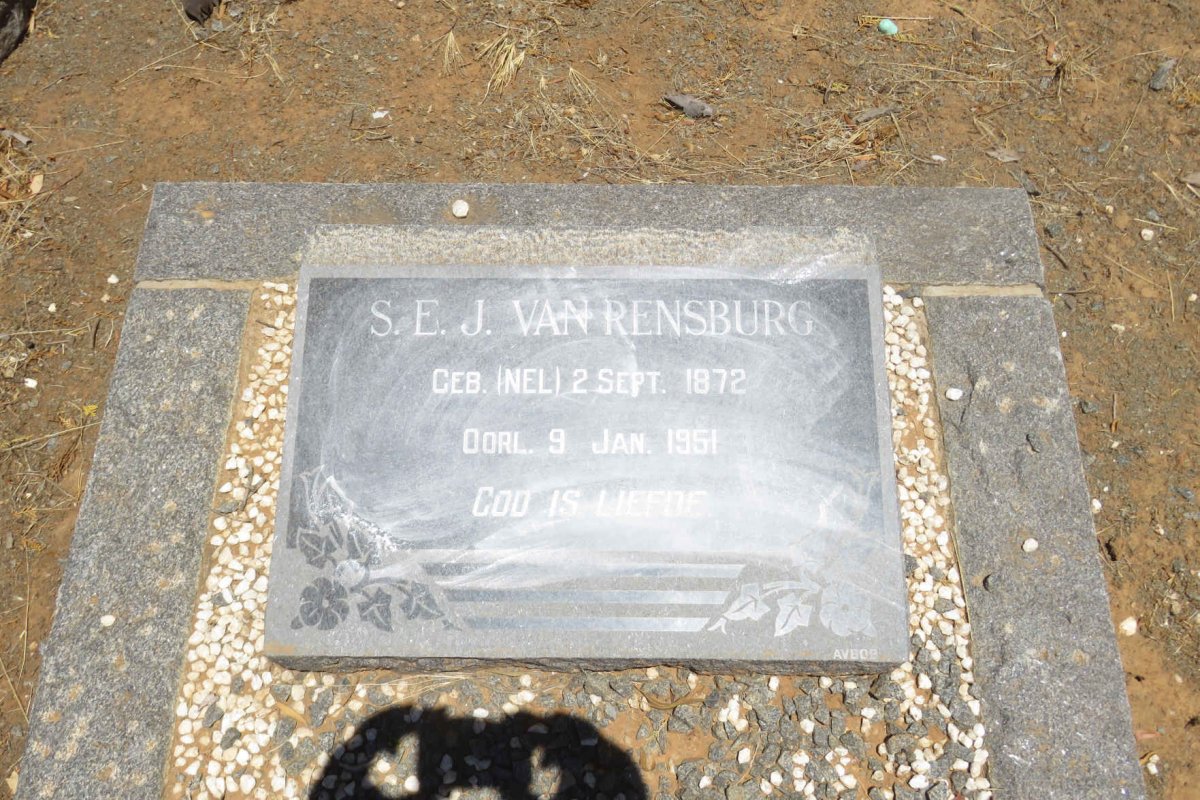 S. E. J. VAN RENSBURG
GEB. (NEL) 2 SEPT. 1872
OORL. 9 JAN. 1951
GOD IS LIEFDE
AVBOB